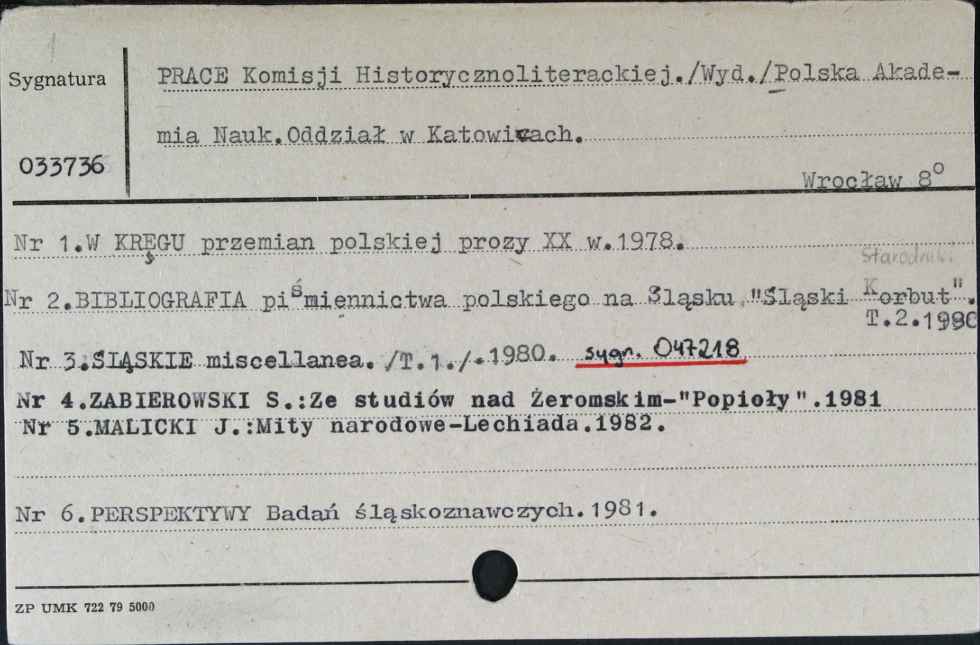 Sygnatura
033736
PRACE Komisji Historycznoliterackiej./Wyd./Polska Akade-
mia Nauk.Oddział w Katowicach.
Wrocław 8°
Nr 1.W KRĘGU przemian polskiej prozy XX w.1978.
Nr 2.BIBLIOGRAFIA piśmiennictwa polskiego na Śląsku "Śląski Korbut".
T.2.1980
Nr 3.ŚLĄSKIE miscellanea./T.1./.1980. sygn. 047218
Nr 4.ZABIEROWSKI S.:Ze studiów nad Żeromskim-"Popioły".1981
Nr 5.MALICKI J.:Mity narodowe-Lechiada.1982.
Nr 6.PERSPEKTYWY Badań śląskoznawczych.1981.
ZP UMK 722 79 5000